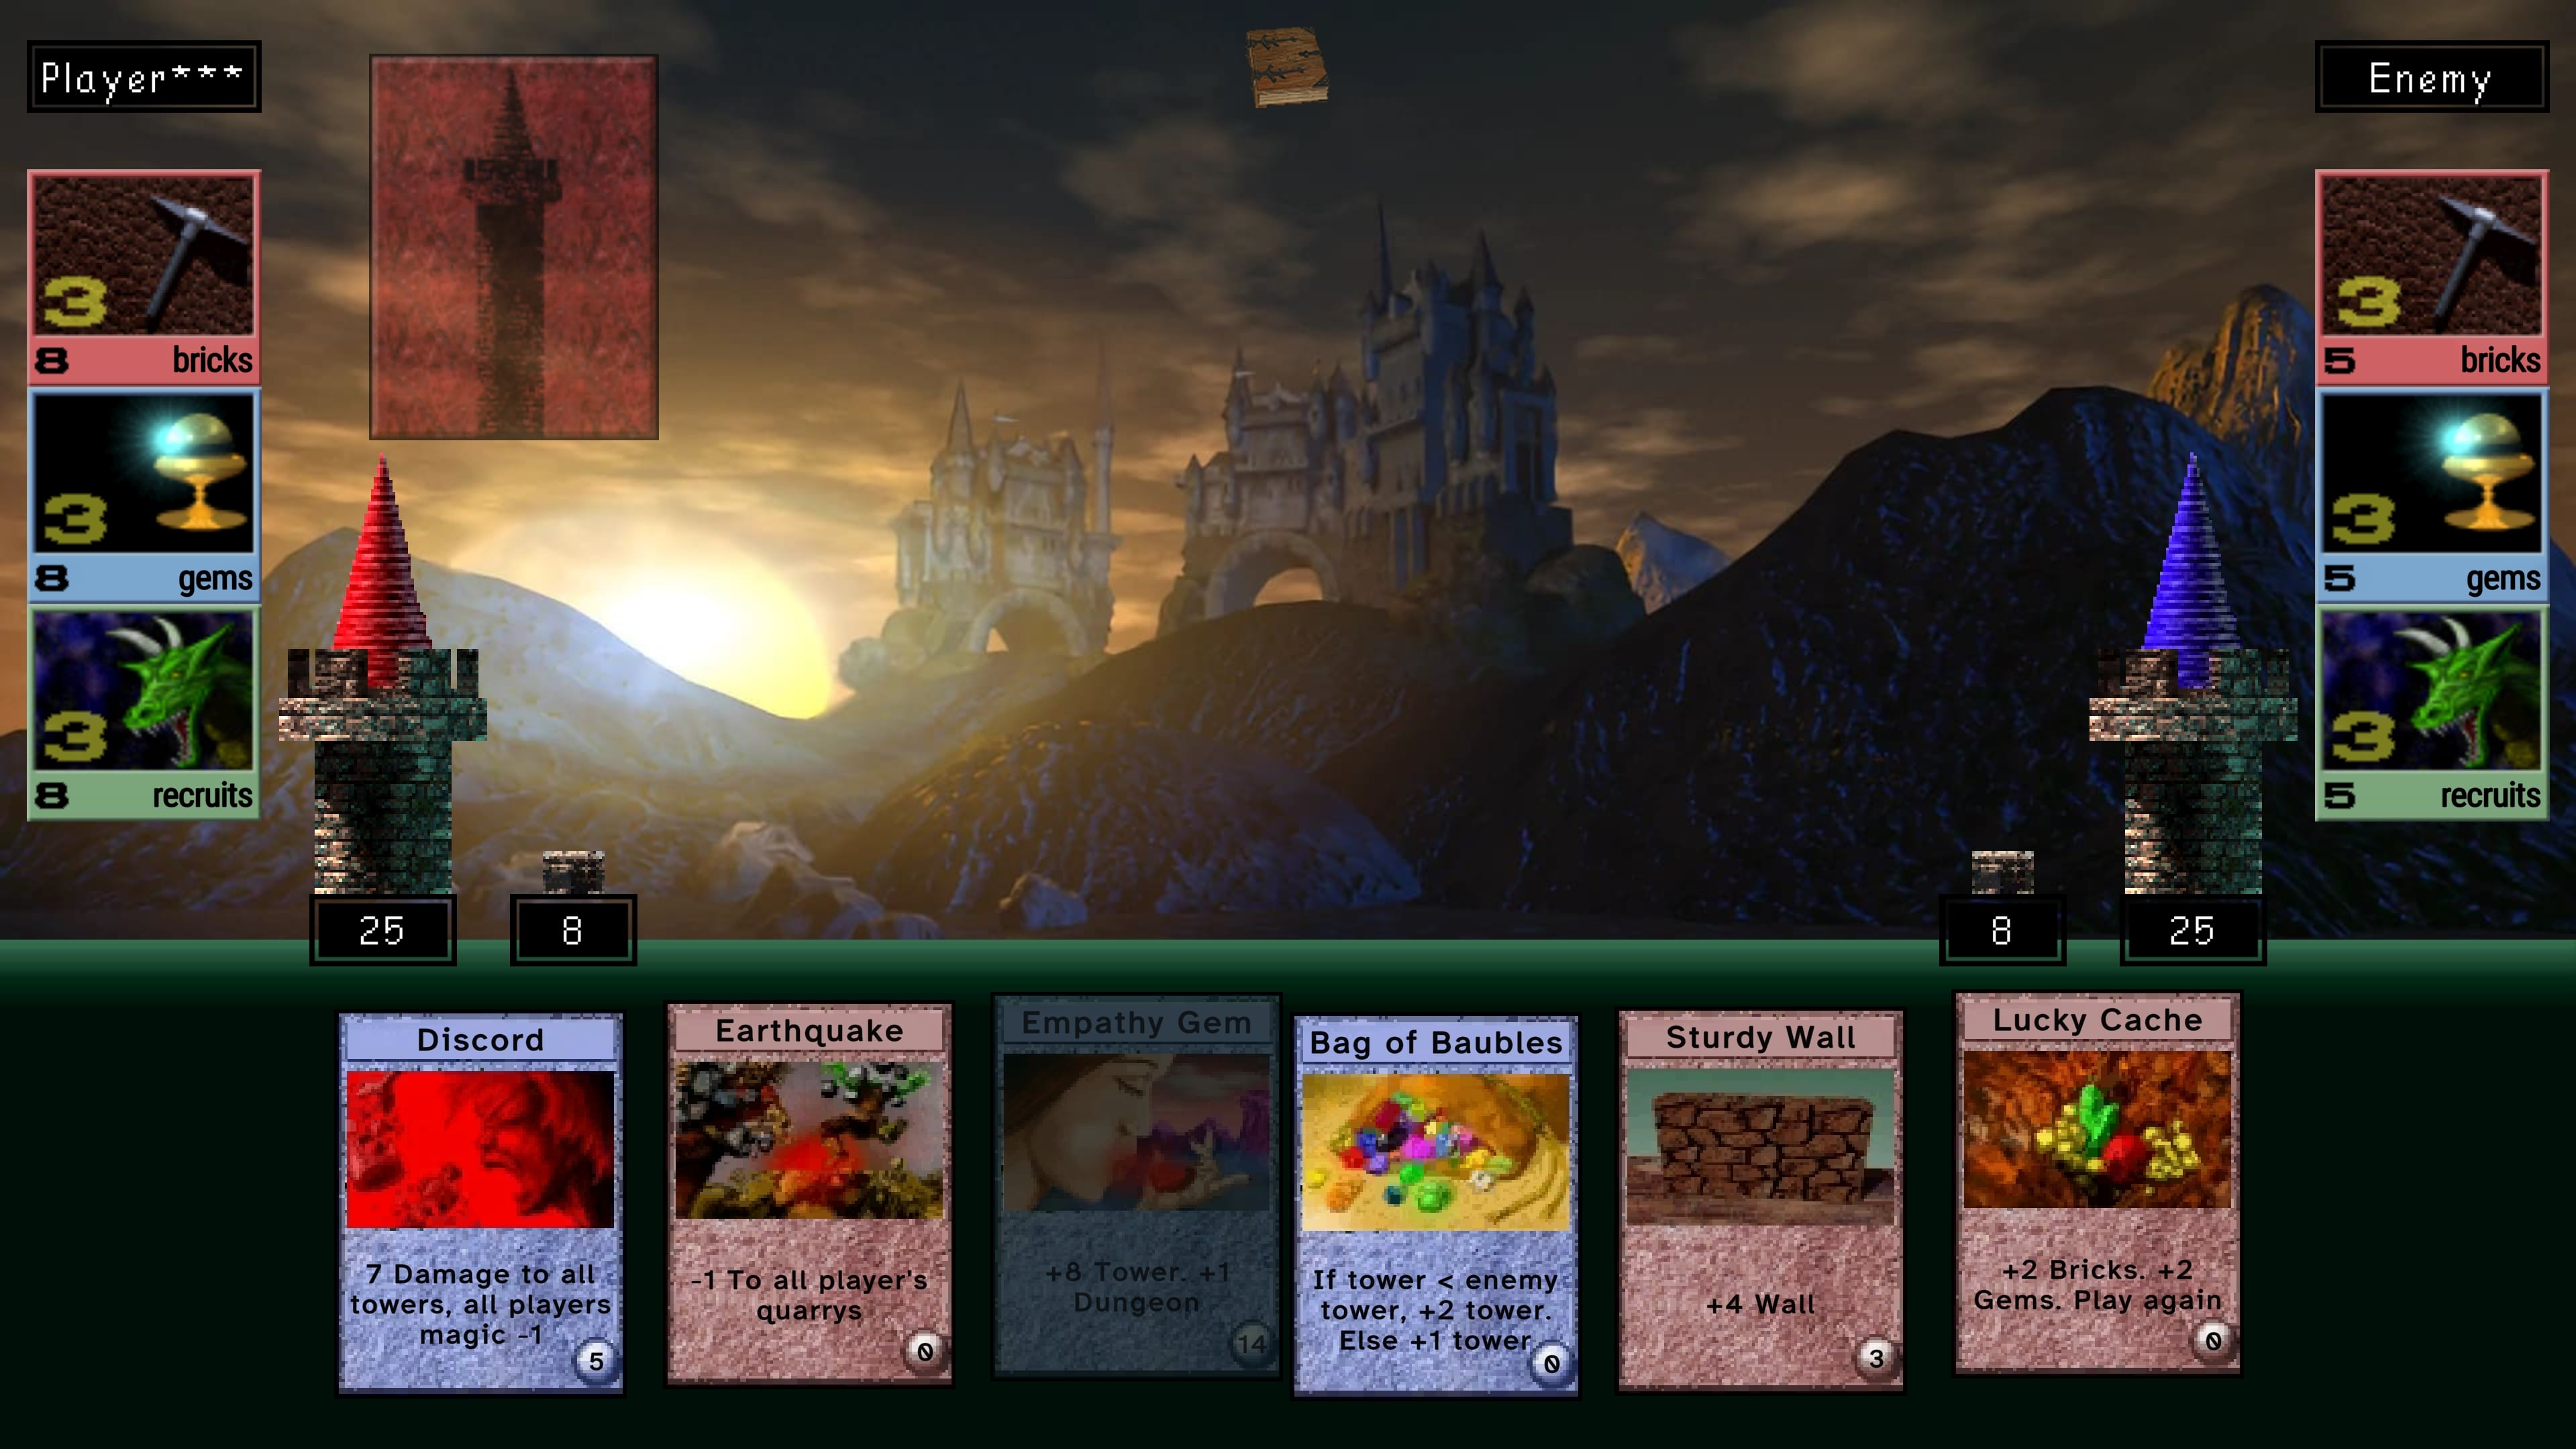 Player***
Enemy
3
8 bricks
3
8 gems
3
8 recruits
3
5 bricks
3
5 gems
3
5 recruits
25
8
8
25
Discord
7 Damage to all
towers, all players
magic -1
5
Earthquake
-1 To all player's
quarrys
0
Empathy Gem
+8 Tower. +1
Dungeon
14
Bag of Baubles
If tower < enemy
tower, +2 tower.
Else +1 tower
0
Sturdy Wall
+4 Wall
3
Lucky Cache
+2 Bricks. +2
Gems. Play again
0